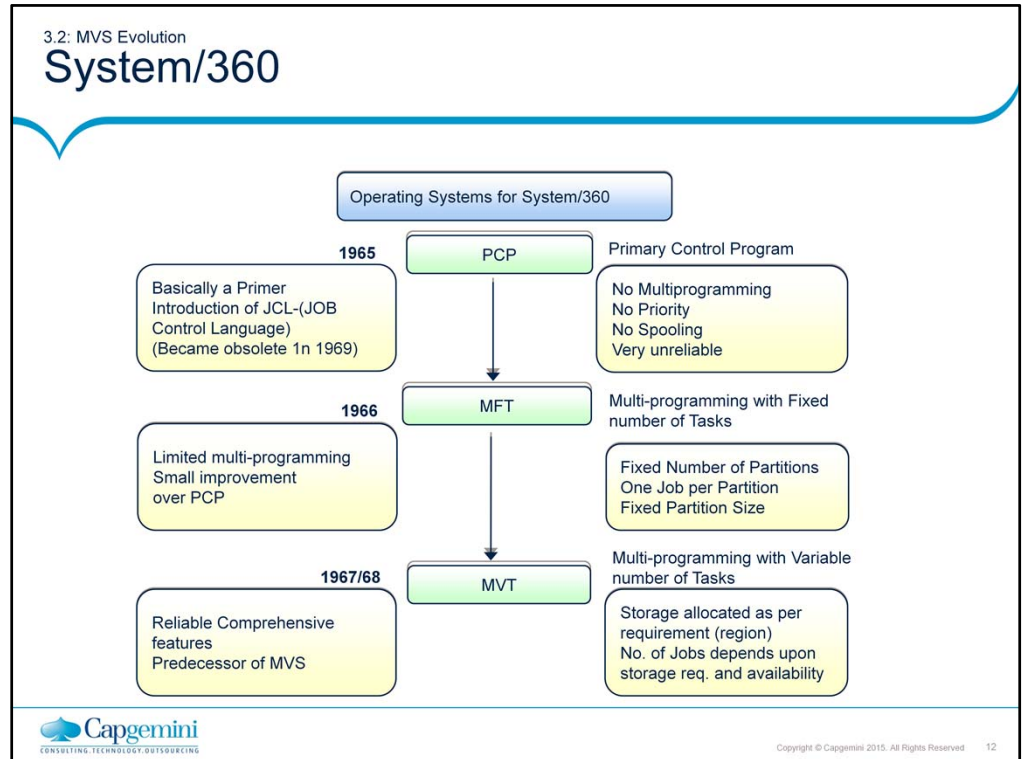 3.2: MVS Evolution
System/360
Operating Systems for System/360
1965
PCP
Primary Control Program
Basically a Primer
Introduction of JCL-(JOB
Control Language)
(Became obsolete 1n 1969)
No Multiprogramming
No Priority
No Spooling
Very unreliable
1966
MFT
Multi-programming with Fixed
number of Tasks
Limited multi-programming
Small improvement
over PCP
Fixed Number of Partitions
One Job per Partition
Fixed Partition Size
1967/68
MVT
Multi-programming with Variable
number of Tasks
Reliable Comprehensive
features
Predecessor of MVS
Storage allocated as per
requirement (region)
No. of Jobs depends upon
storage req. and availability
Capgemini
CONSULTING.TECHNOLOGY.OUTSOURCING
Copyright © Capgemini 2015. All Rights Reserved 12